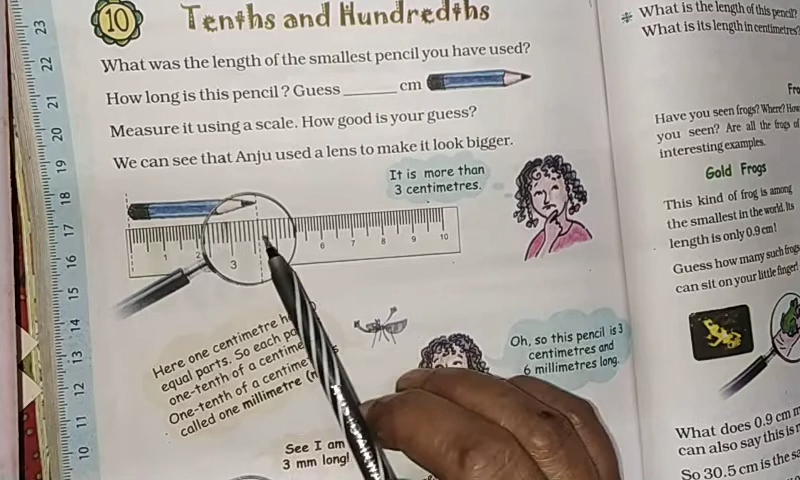 10 Tenths and Hundredths
What was the length of the smallest pencil you have used?
How long is this pencil ? Guess ______ cm
Measure it using a scale. How good is your guess?
We can see that Anju used a lens to make it look bigger.
It is more than
3 centimetres.
1 2 3 6 7 8 9 10
Here one centimetre
equal parts. So each
one-tenth of a
One-tenth of a
called one millimetre
Oh, so this pencil is 3
centimetres and
6 millimetres long.
See I am
3 mm long!
23
22
21
20
19
18
17
16
15
14
13
12
11
10
What is the length of this pencil?
What is its length in centimetres?
Have you seen frogs? Where? How
you seen? Are all the frogs of
interesting examples.
Gold Frogs
This kind of frog is among
the smallest in the world. Its
length is only 0.9 cm!
Guess how many such frogs
can sit on your little finger!
What does 0.9 cm
can also say this is
So 30.5 cm is the